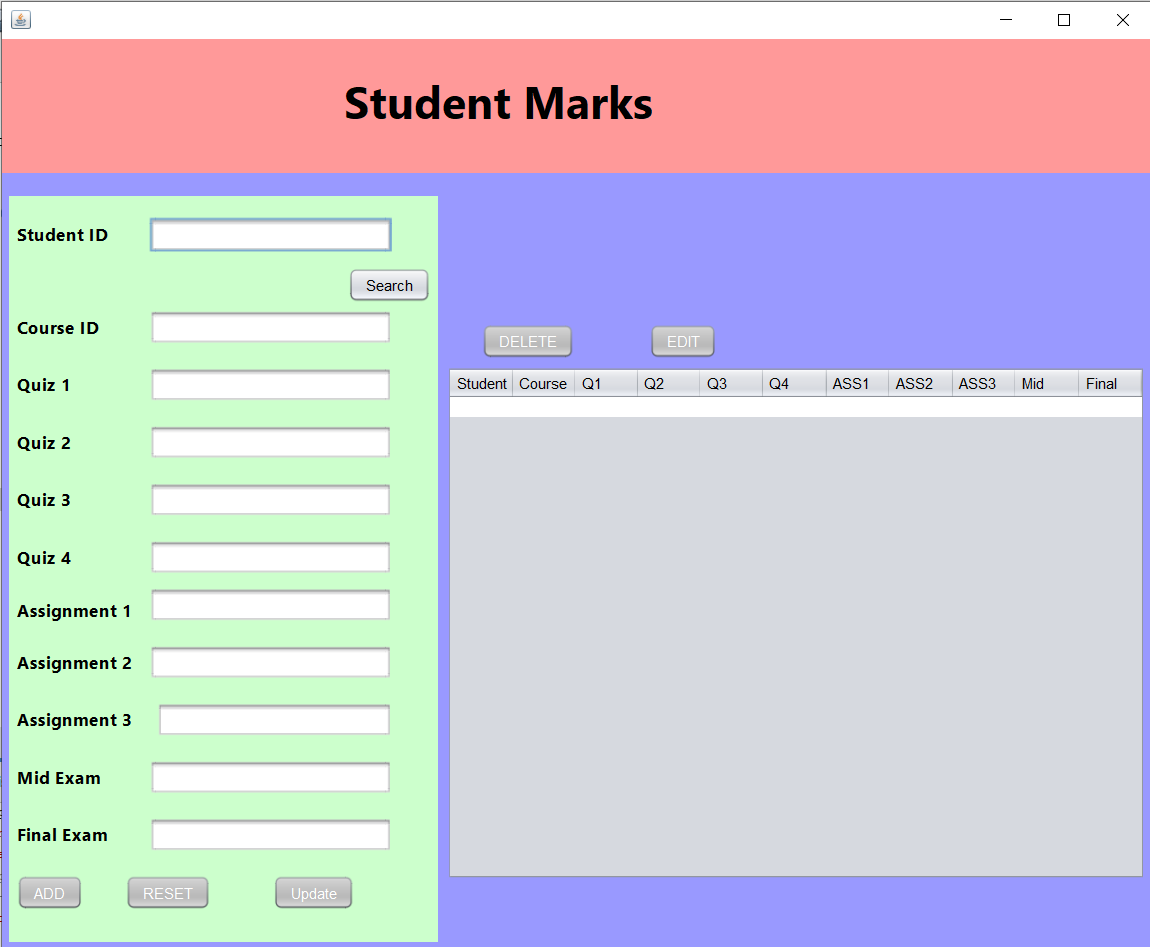 Student Marks
Student ID
Search
Course ID
Quiz 1
Quiz 2
Quiz 3
Quiz 4
Assignment 1
Assignment 2
Assignment 3
Mid Exam
Final Exam
ADD RESET Update
DELETE EDIT
Student Course Q1 Q2 Q3 Q4 ASS1 ASS2 ASS3 Mid Final